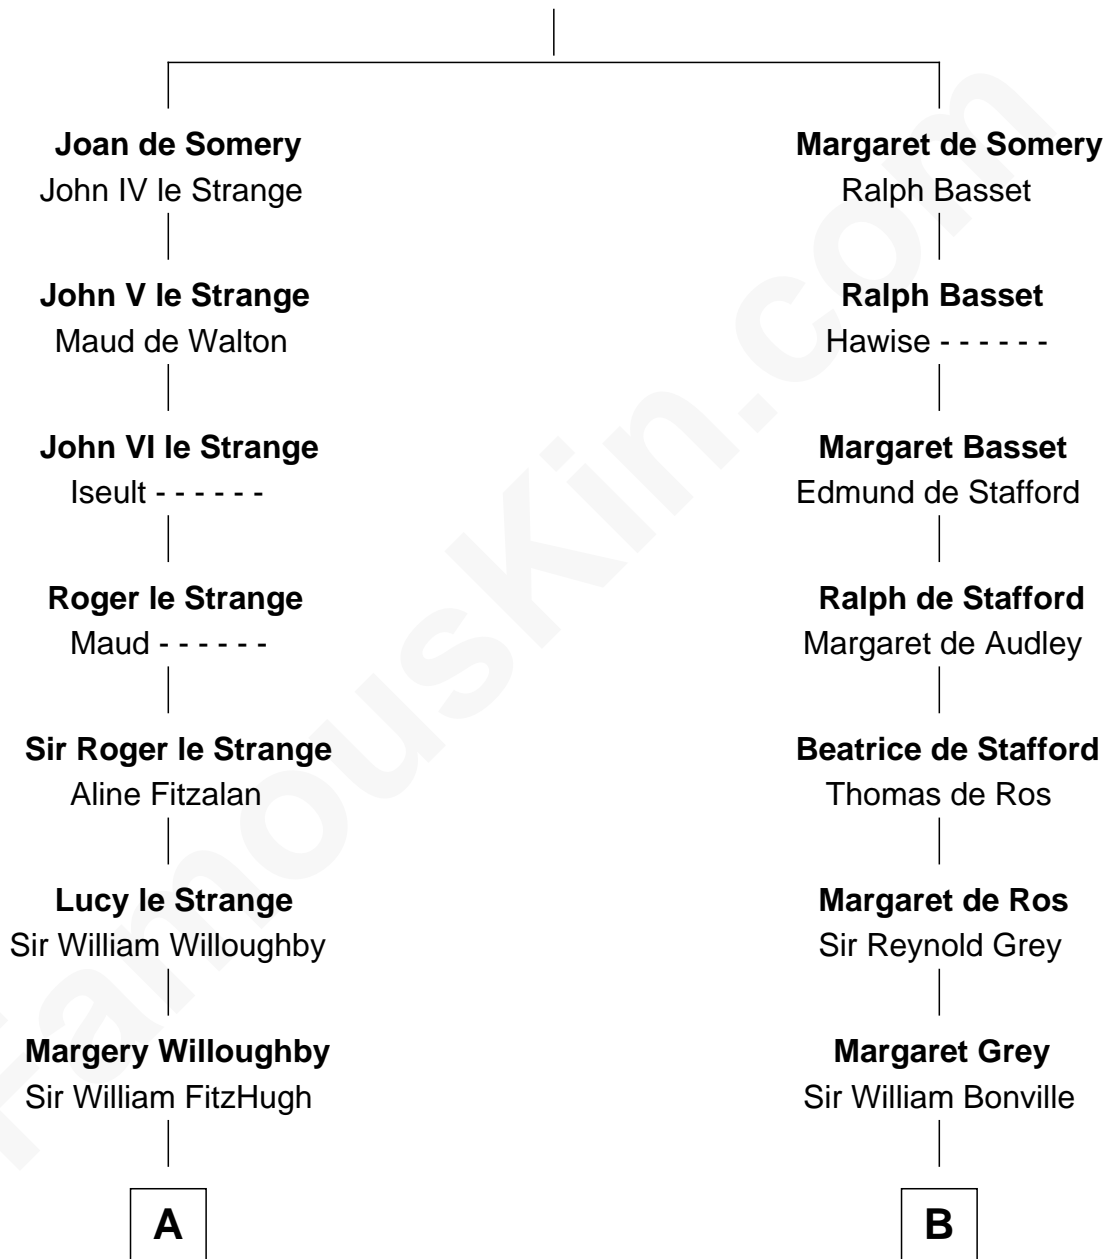 Joan de Somery
John IV le Strange
John V le Strange
Maud de Walton
John VI le Strange
Iseult - - - - - -
Roger le Strange
Maud - - - - - -
Sir Roger le Strange
Aline Fitzalan
Lucy le Strange
Sir William Willoughby
Margery Willoughby
Sir William FitzHugh
A
Margaret de Somery
Ralph Basset
Ralph Basset
Hawise - - - - - -
Margaret Basset
Edmund de Stafford
Ralph de Stafford
Margaret de Audley
Beatrice de Stafford
Thomas de Ros
Margaret de Ros
Sir Reynold Grey
Margaret Grey
Sir William Bonville
B
FamousKin.com